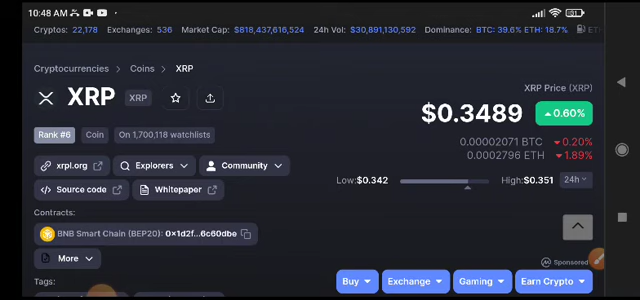 10:48 AM
Cryptos: 22,178 Exchanges: 536 Market Cap: $818,437,616,524 24h Vol: $30,891,130,592 Dominance: BTC: 39.6% ETH: 18.7%
Cryptocurrencies > Coins > XRP
XRP XRP
XRP Price (XRP)
$0.3489 0.60%
0.00002071 BTC 0.20%
0.0002796 ETH 1.89%
Low: $0.342 High: $0.351 24h
Rank #6 Coin On 1,700,118 watchlists
xrpl.org Explorers Community
Source code Whitepaper
Contracts:
BNB Smart Chain (BEP20): 0x1d2f...6c60dbe
More
Sponsored
Tags:
Buy Exchange Gaming Earn Crypto